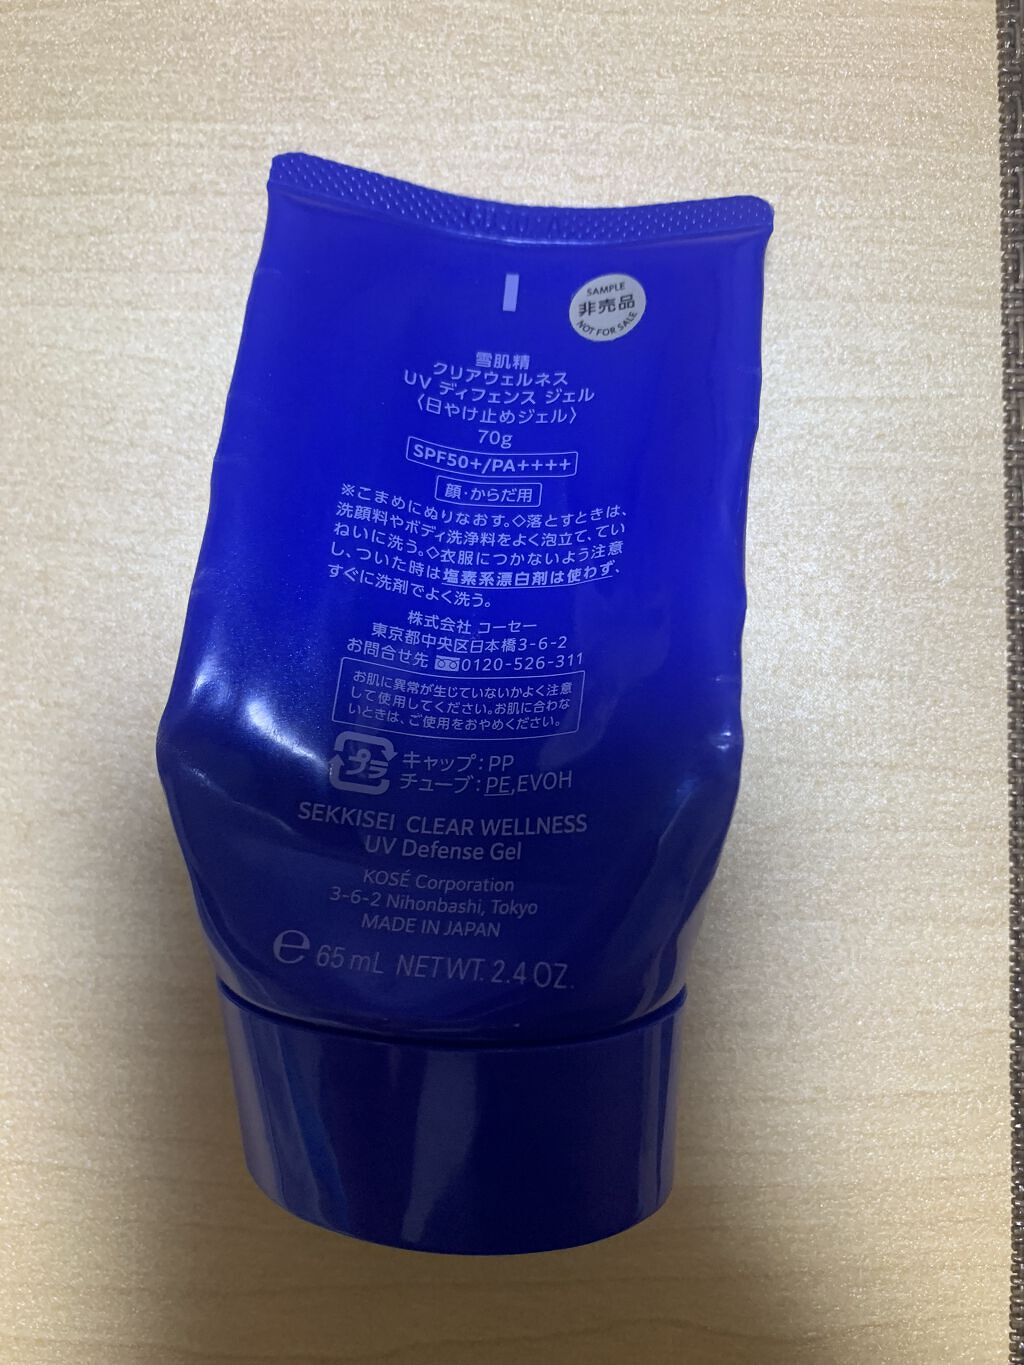 SAMPLE
非売品
NOT FOR SALE
雪肌精
クリアウェルネス
UV ディフェンス ジェル
〈日やけ止めジェル〉
70g
SPF50+/PA++++
顔・からだ用
※こまめにぬりなおす。◇落とすときは、
洗顔料やボディ洗浄料をよく泡立て、てい
ねいに洗う。◇衣服につかないよう注意
し、ついた時は塩素系漂白剤は使わず、
すぐに洗剤でよく洗う。
株式会社 コーセー
東京都中央区日本橋3-6-2
お問合せ先 0120-526-311
お肌に異常が生じていないかよく注意
して使用してください。お肌に合わな
いときは、ご使用をおやめください。
プラ
キャップ:PP
チューブ:PE,EVOH
SEKKISEI CLEAR WELLNESS
UV Defense Gel
KOSÉ Corporation
3-6-2 Nihonbashi, Tokyo
MADE IN JAPAN
℮ 65 mL NET WT. 2.4 OZ.